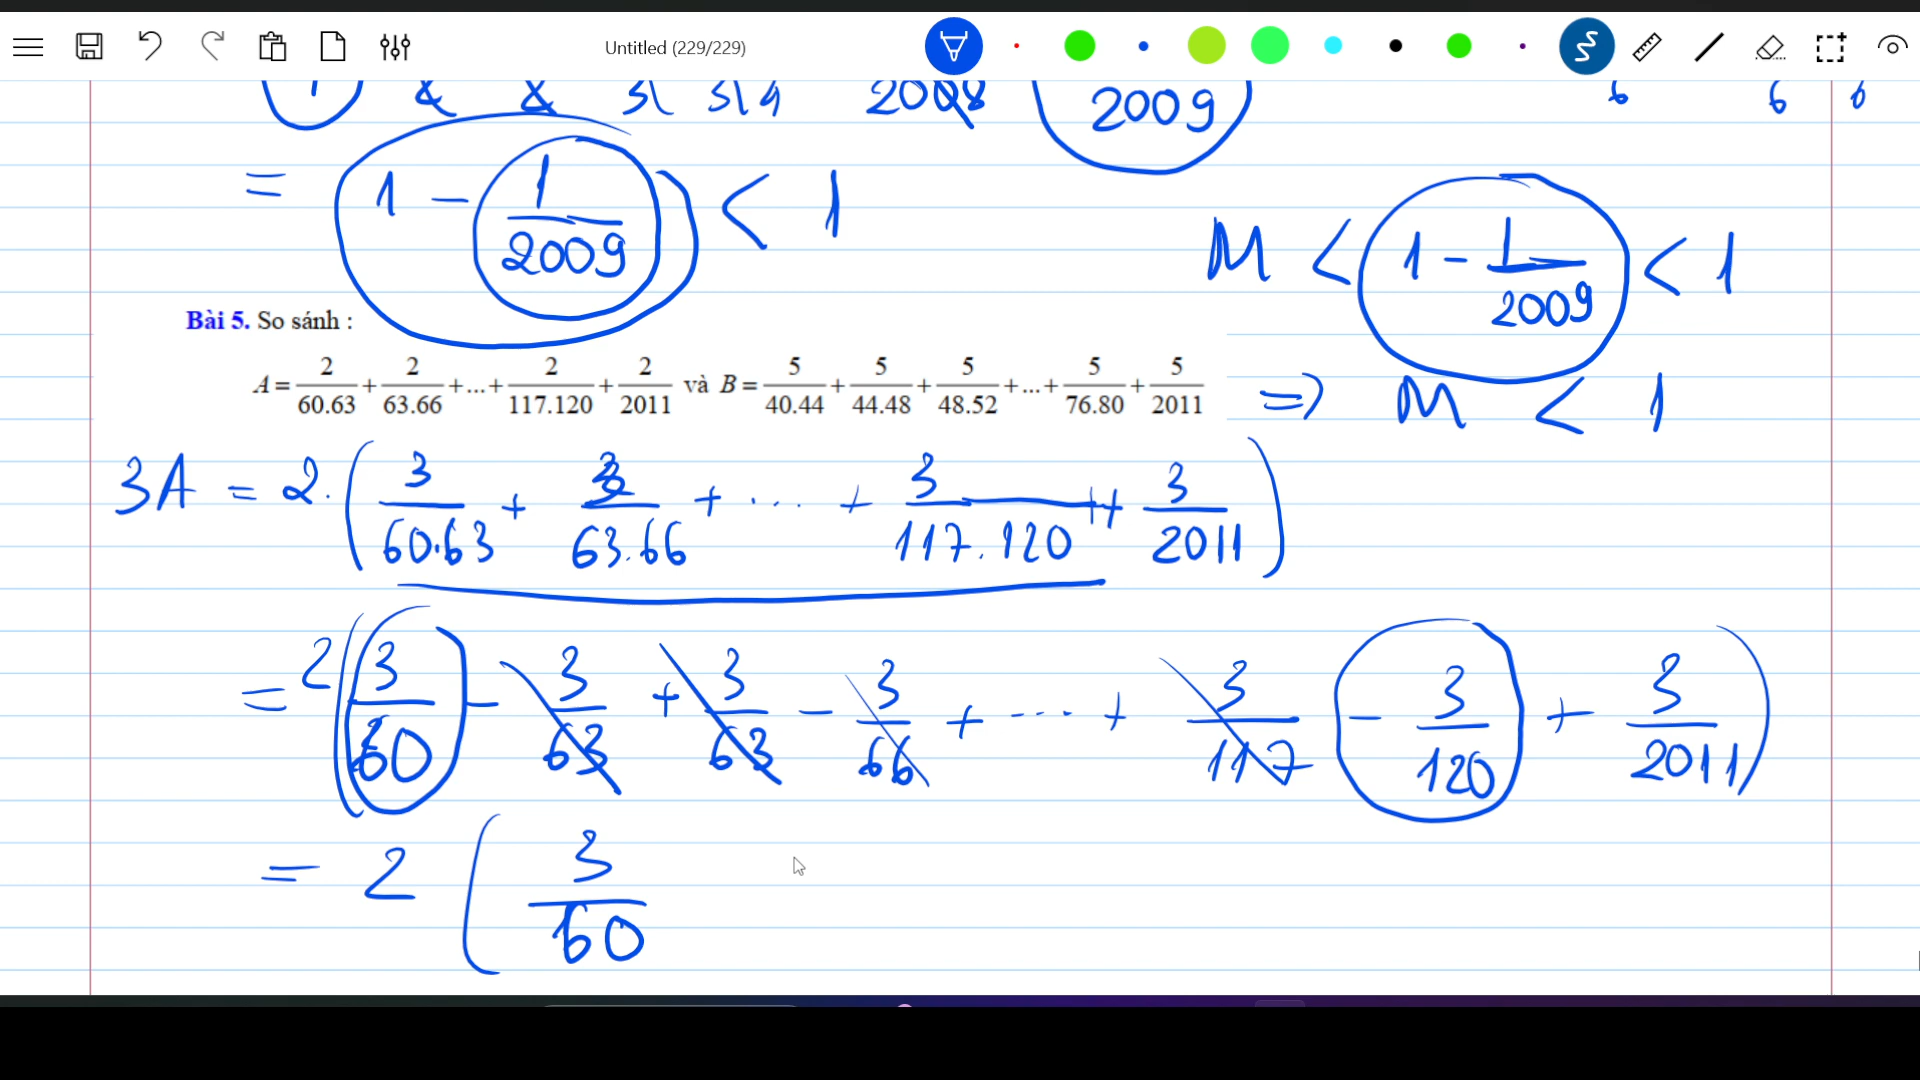 Untitled (229/229)
2008 2009 6 6 6
= 1 - 1/2009 < 1
M < 1 - 1/2009 < 1
Bài 5. So sánh :
A = 2/60.63 + 2/63.66 + ... + 2/117.120 + 2/2011 và B = 5/40.44 + 5/44.48 + 5/48.52 + ... + 5/76.80 + 5/2011
=> M < 1
3A = 2. ( 3/60.63 + 3/63.66 + ... + 3/117.120 + 3/2011 )
= 2 ( 3/60 - 3/63 + 3/63 - 3/66 + ... + 3/117 - 3/120 + 3/2011 )
= 2 ( 3/60